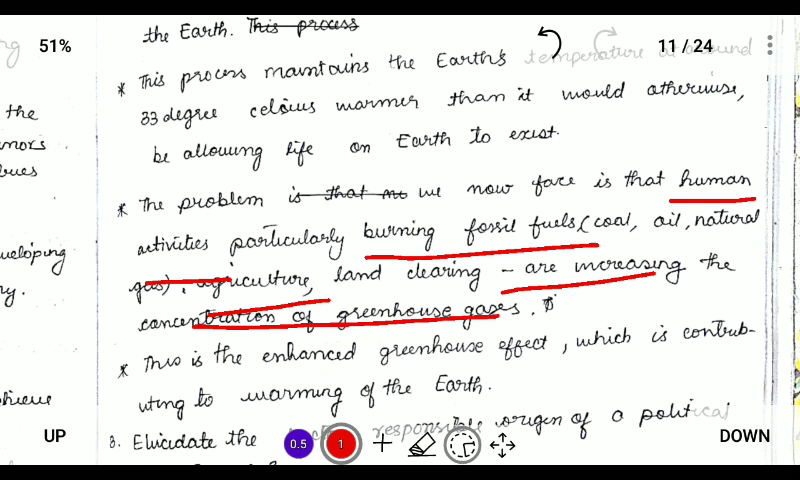 51%
11 / 24
the Earth. This process
* This process maintains the Earth's temperature around
33 degree celcius warmer than it would otherwise,
be allowing life on Earth to exist.
* The problem is that we now face is that human
activities particularly burning fossil fuels (coal, oil, natural
gas), agriculture, land clearing - are increasing the
concentration of greenhouse gases.
* This is the enhanced greenhouse effect, which is contrib-
uting to warming of the Earth.
3. Elucidate the responsible origin of a political
the
veloping
UP
0.5
1
DOWN